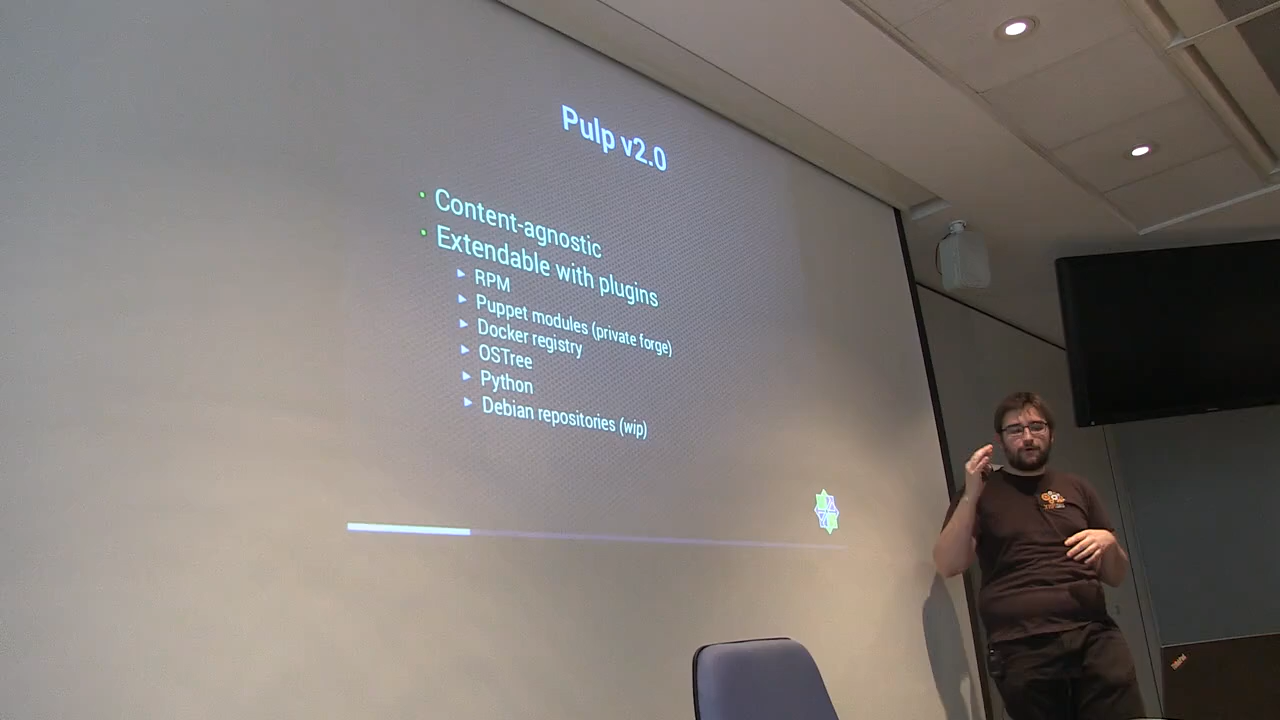 Pulp v2.0
Content-agnostic
Extendable with plugins
RPM
Puppet modules (private forge)
Docker registry
OSTree
Python
Debian repositories (wip)
ThinkPad